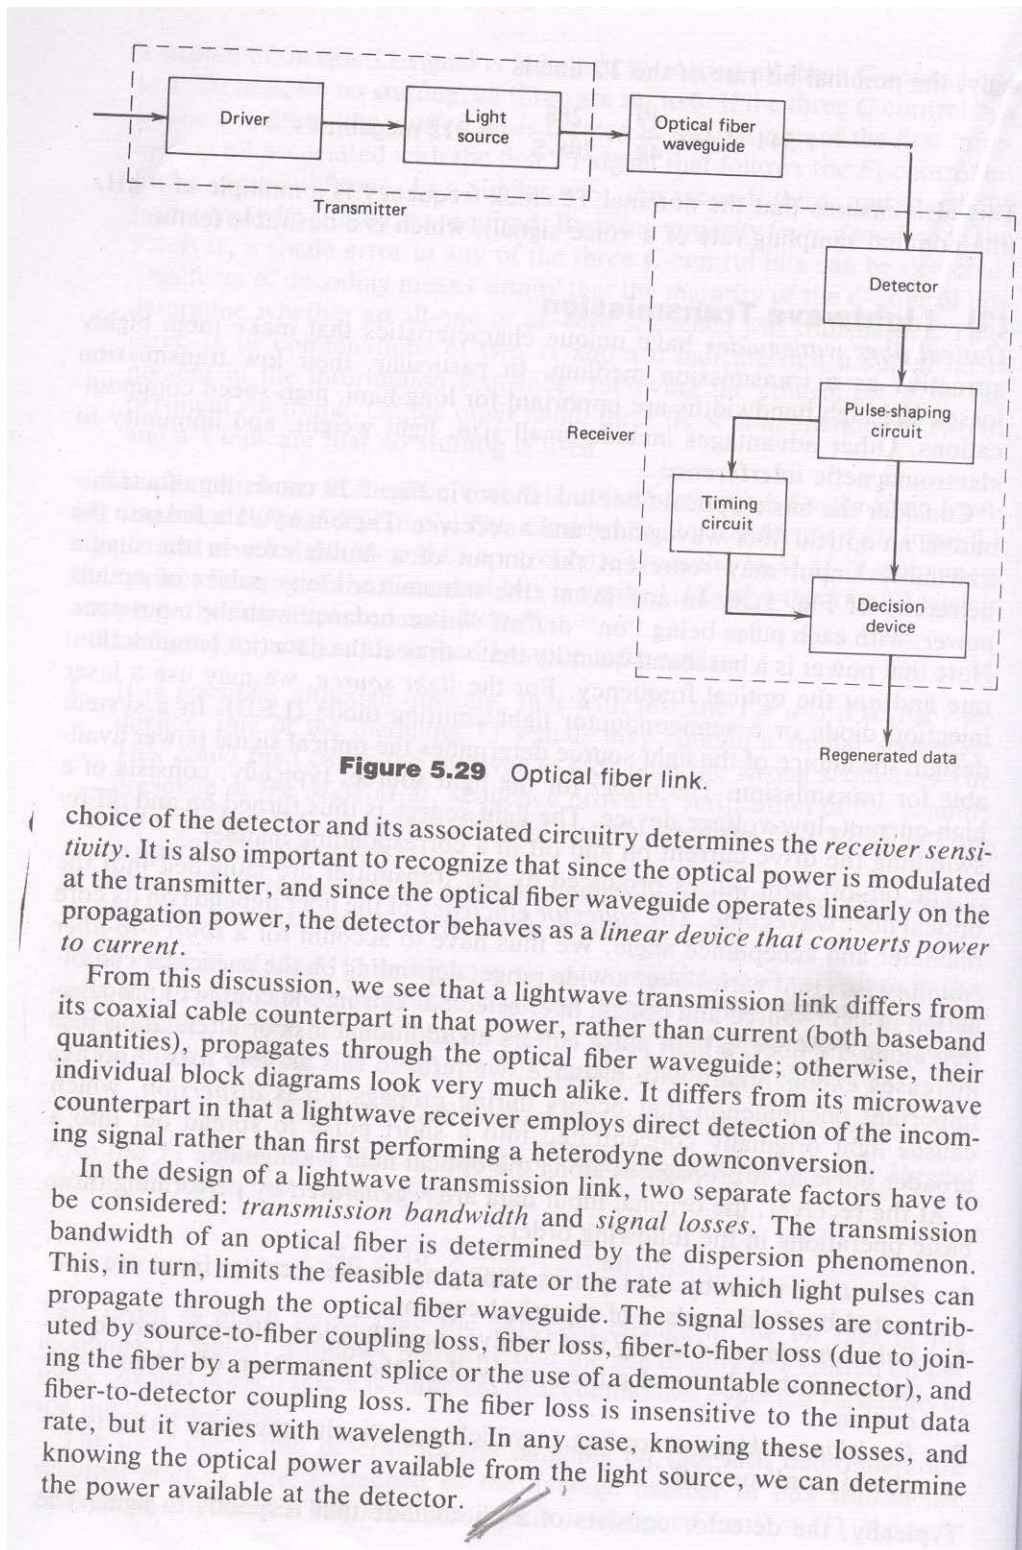 Driver
Light
source
Optical fiber
waveguide
Transmitter
Detector
Pulse-shaping
circuit
Receiver
Timing
circuit
Decision
device
Regenerated data
Figure 5.29 Optical fiber link.
choice of the detector and its associated circuitry determines the receiver sensi-
tivity. It is also important to recognize that since the optical power is modulated
at the transmitter, and since the optical fiber waveguide operates linearly on the
propagation power, the detector behaves as a linear device that converts power
to current.
From this discussion, we see that a lightwave transmission link differs from
its coaxial cable counterpart in that power, rather than current (both baseband
quantities), propagates through the optical fiber waveguide; otherwise, their
individual block diagrams look very much alike. It differs from its microwave
counterpart in that a lightwave receiver employs direct detection of the incom-
ing signal rather than first performing a heterodyne downconversion.
In the design of a lightwave transmission link, two separate factors have to
be considered: transmission bandwidth and signal losses. The transmission
bandwidth of an optical fiber is determined by the dispersion phenomenon.
This, in turn, limits the feasible data rate or the rate at which light pulses can
propagate through the optical fiber waveguide. The signal losses are contrib-
uted by source-to-fiber coupling loss, fiber loss, fiber-to-fiber loss (due to join-
ing the fiber by a permanent splice or the use of a demountable connector), and
fiber-to-detector coupling loss. The fiber loss is insensitive to the input data
rate, but it varies with wavelength. In any case, knowing these losses, and
knowing the optical power available from the light source, we can determine
the power available at the detector.